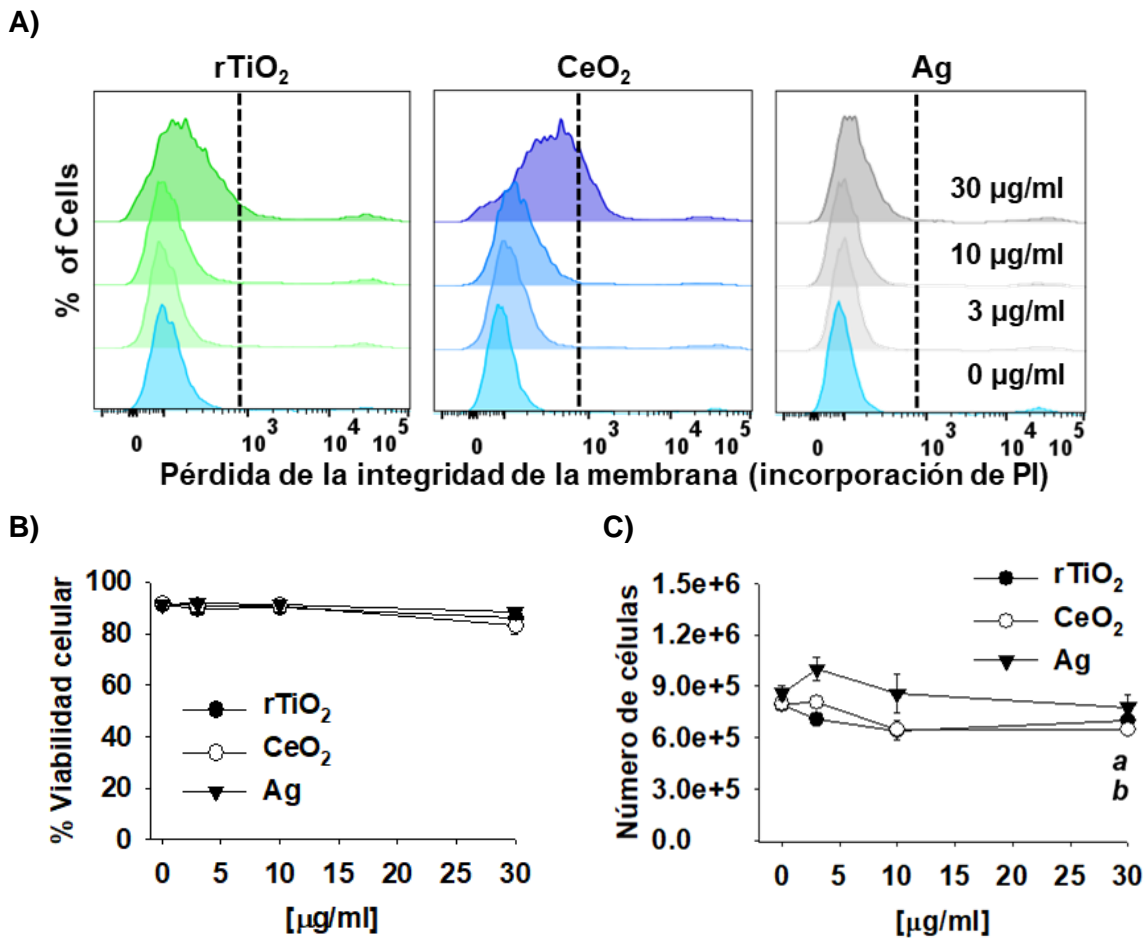 A)
rTiO₂ CeO₂ Ag
% of Cells
30 µg/ml
10 µg/ml
3 µg/ml
0 µg/ml
0 10³ 10⁴ 10⁵ 0 10³ 10⁴ 10⁵ 0 10³ 10⁴ 10⁵
Pérdida de la integridad de la membrana (incorporación de PI)
B)
% Viabilidad celular
100
80
60
40
20
0
rTiO₂
CeO₂
Ag
0 5 10 15 20 25 30
[µg/ml]
C)
Número de células
1.5e+6
1.2e+6
9.0e+5
6.0e+5
3.0e+5
0.0
rTiO₂
CeO₂
Ag
a
b
0 5 10 15 20 25 30
[µg/ml]